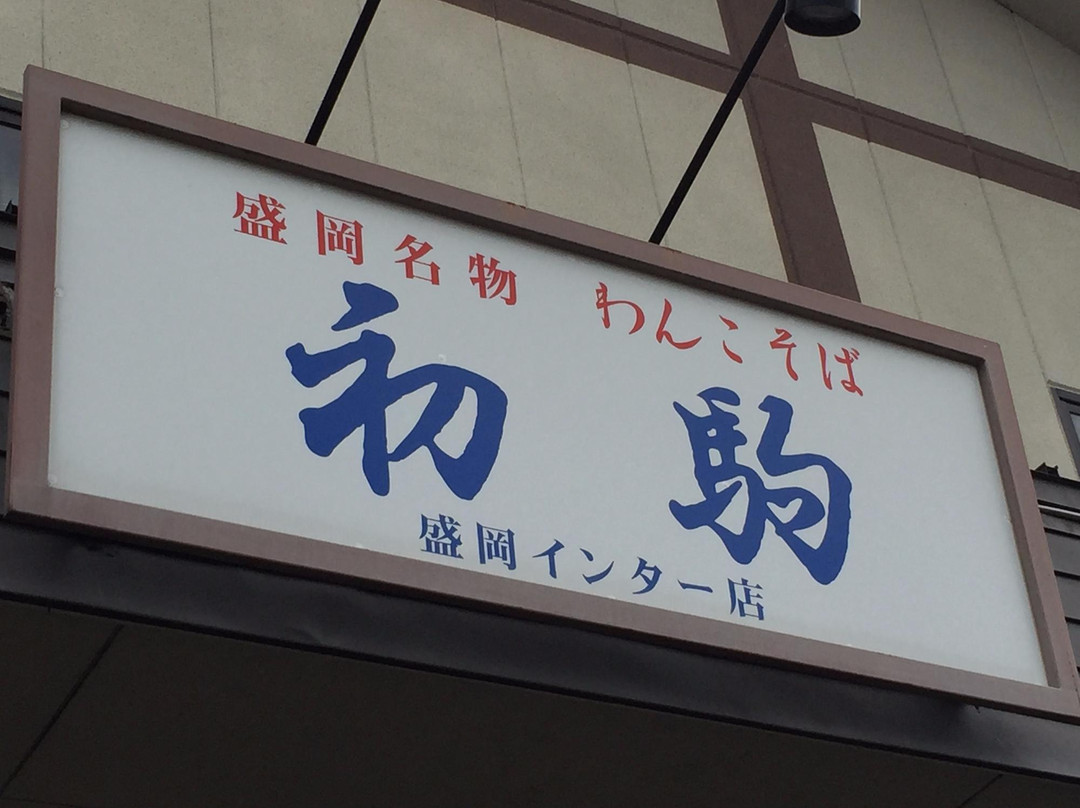 盛岡名物 わんこそば
初駒
盛岡インター店